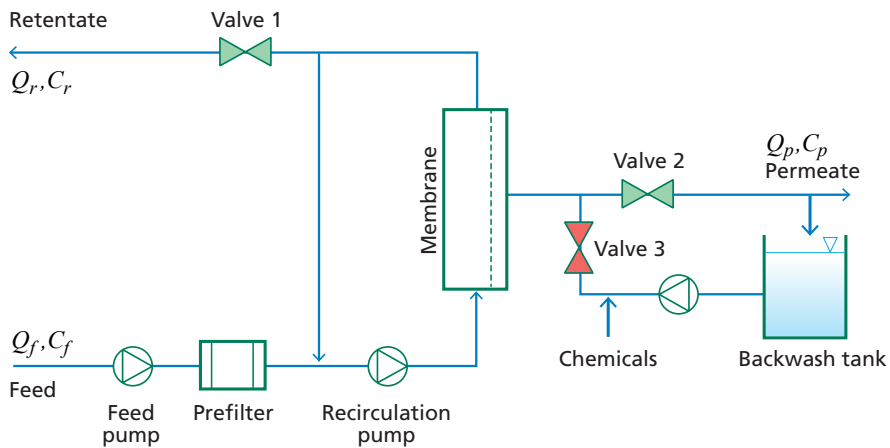 Valve 1
Retentate
Qr,Cr
Membrane
Valve 2
Qp,Cp
Permeate
Valve 3
Qf,Cf
Feed
Feed
pump
Prefilter
Recirculation
pump
Chemicals
Backwash tank